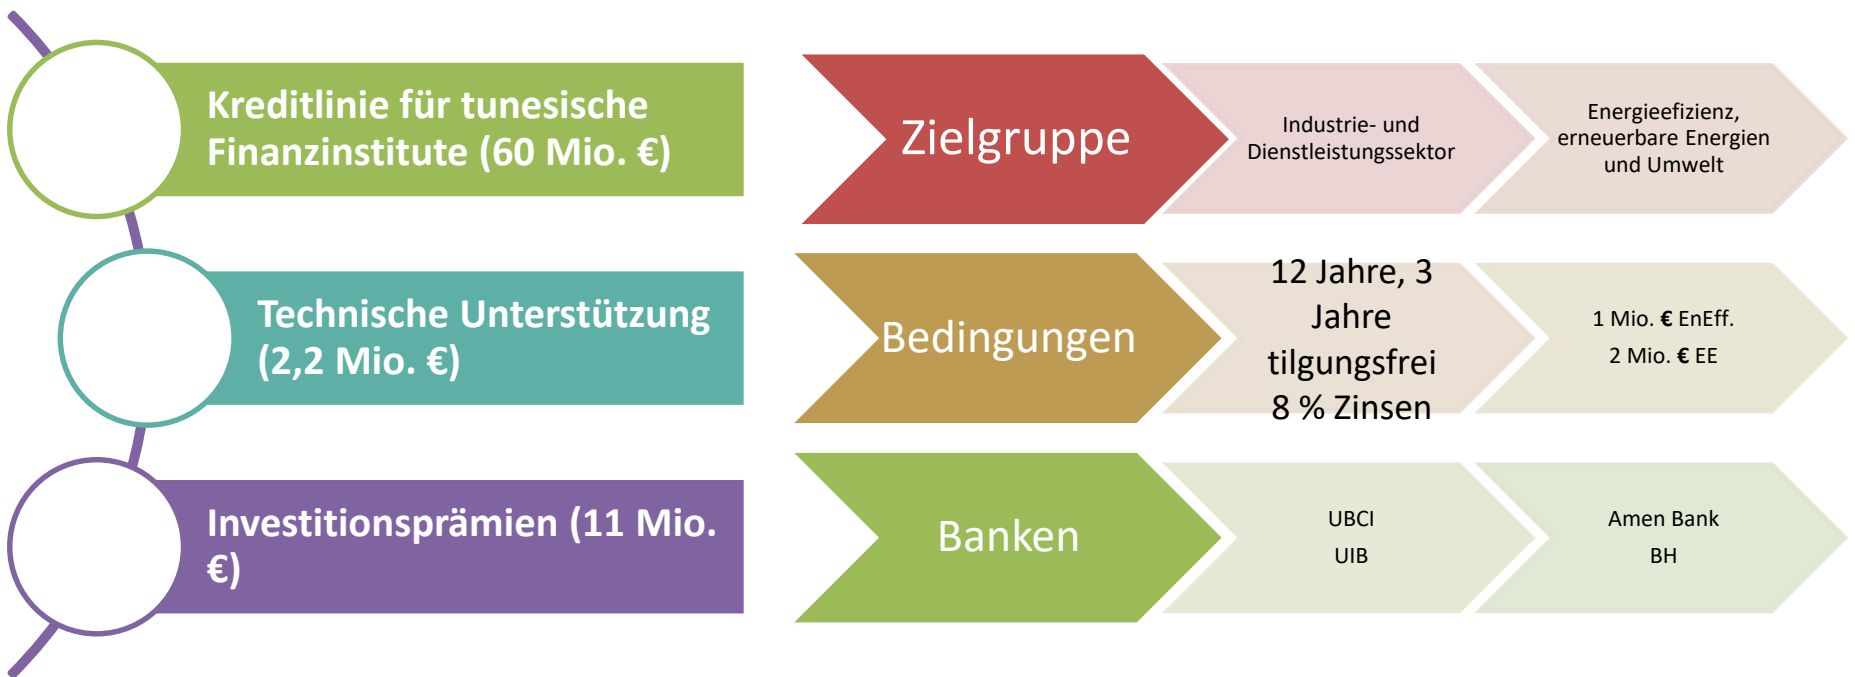 Kreditlinie für tunesische
Finanzinstitute (60 Mio. €)
Technische Unterstützung
(2,2 Mio. €)
Investitionsprämien (11 Mio.
€)
Zielgruppe
Industrie- und
Dienstleistungssektor
Energieefizienz,
erneuerbare Energien
und Umwelt
Bedingungen
12 Jahre, 3
Jahre
tilgungsfrei
8 % Zinsen
1 Mio. € EnEff.
2 Mio. € EE
Banken
UBCI
UIB
Amen Bank
BH